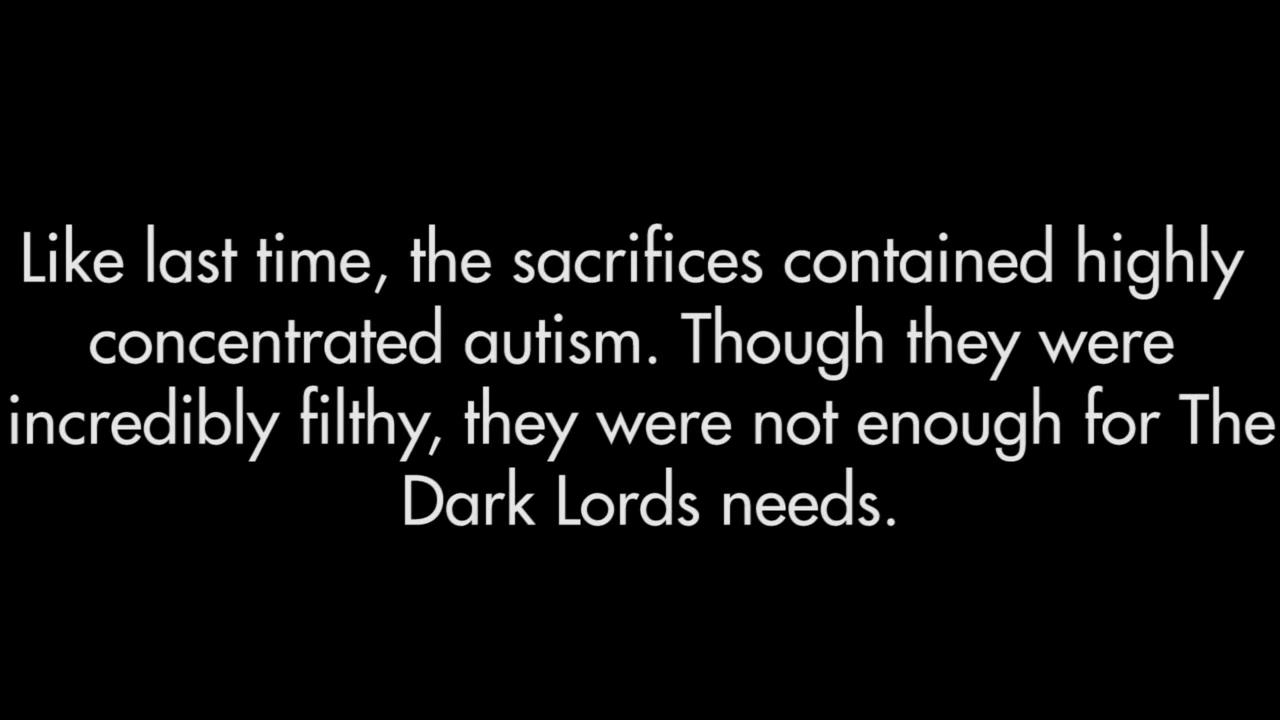 Like last time, the sacrifices contained highly
concentrated autism. Though they were
incredibly filthy, they were not enough for The
Dark Lords needs.